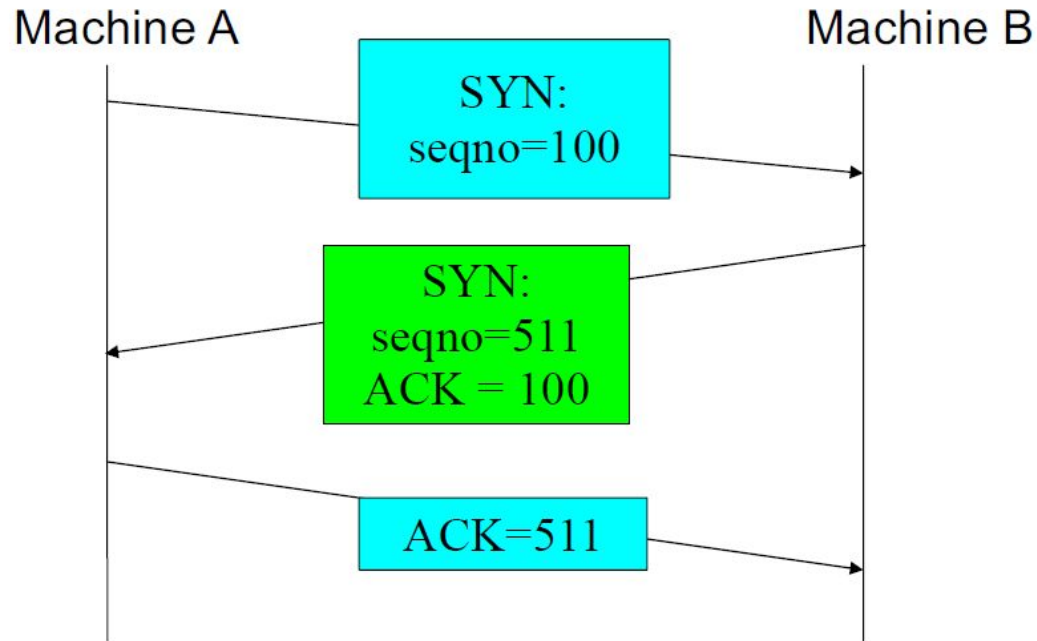 Machine A
Machine B
SYN:
seqno=100
SYN:
seqno=511
ACK = 100
ACK=511